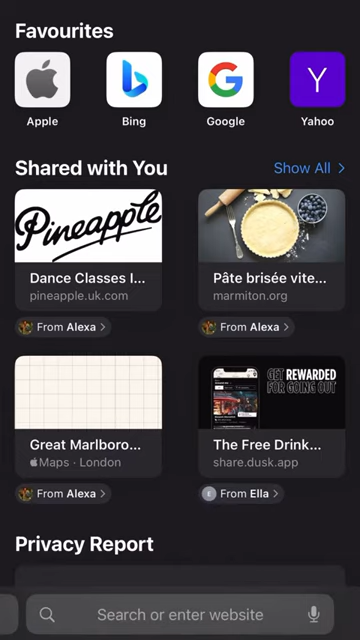 Favourites
Y
Apple
Bing
Google
Yahoo
Shared with You
Show All
Pineapple
Dance Classes I...
pineapple.uk.com
From Alexa
Pâte brisée vite...
marmiton.org
From Alexa
Great Marlboro...
Maps · London
From Alexa
GET REWARDED
FOR GOING OUT
The Free Drink...
share.dusk.app
E
From Ella
Privacy Report
Search or enter website